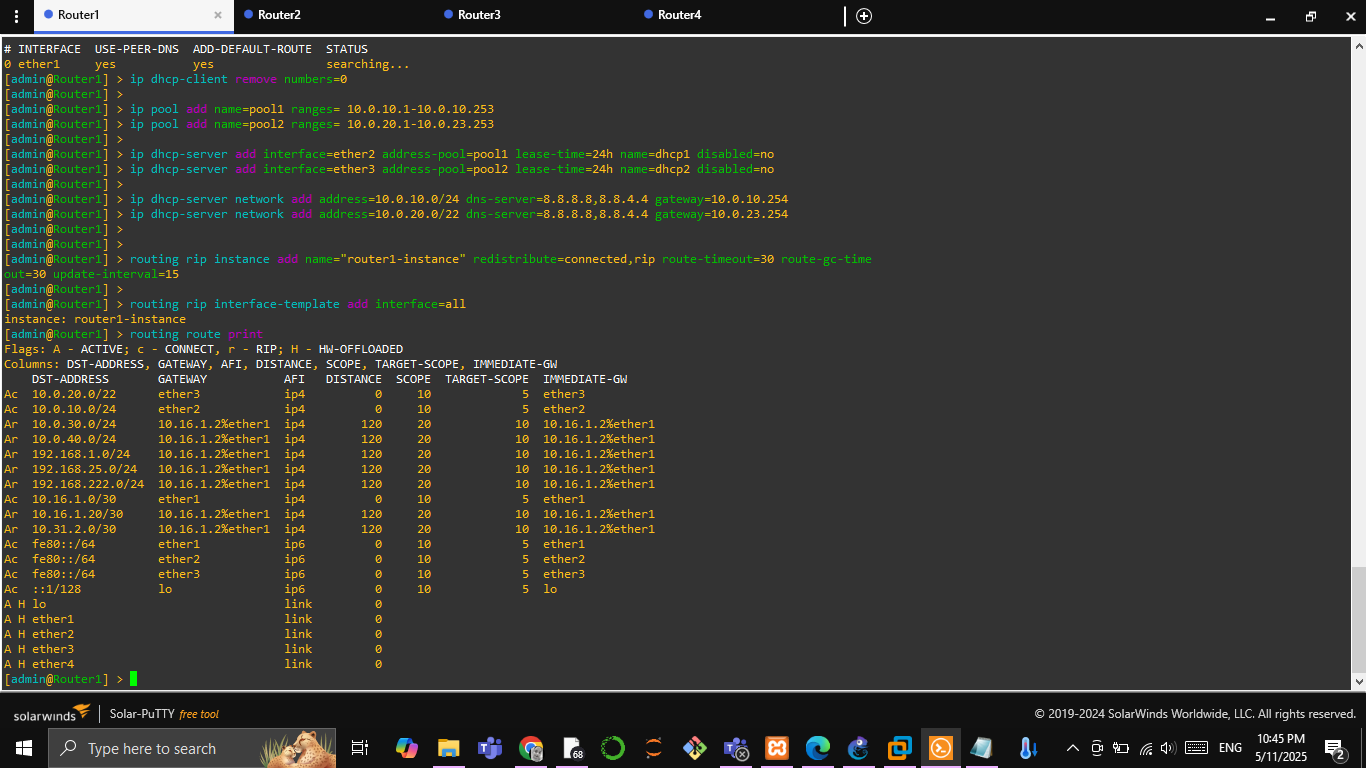 Router1 × Router2 Router3 Router4
# INTERFACE USE-PEER-DNS ADD-DEFAULT-ROUTE STATUS
0 ether1 yes yes searching...
[admin@Router1] > ip dhcp-client remove numbers=0
[admin@Router1] >
[admin@Router1] > ip pool add name=pool1 ranges= 10.0.10.1-10.0.10.253
[admin@Router1] > ip pool add name=pool2 ranges= 10.0.20.1-10.0.23.253
[admin@Router1] >
[admin@Router1] > ip dhcp-server add interface=ether2 address-pool=pool1 lease-time=24h name=dhcp1 disabled=no
[admin@Router1] > ip dhcp-server add interface=ether3 address-pool=pool2 lease-time=24h name=dhcp2 disabled=no
[admin@Router1] >
[admin@Router1] > ip dhcp-server network add address=10.0.10.0/24 dns-server=8.8.8.8,8.8.4.4 gateway=10.0.10.254
[admin@Router1] > ip dhcp-server network add address=10.0.20.0/22 dns-server=8.8.8.8,8.8.4.4 gateway=10.0.23.254
[admin@Router1] >
[admin@Router1] >
[admin@Router1] > routing rip instance add name="router1-instance" redistribute=connected,rip route-timeout=30 route-gc-time
out=30 update-interval=15
[admin@Router1] >
[admin@Router1] > routing rip interface-template add interface=all
instance: router1-instance
[admin@Router1] > routing route print
Flags: A - ACTIVE; c - CONNECT, r - RIP; H - HW-OFFLOADED
Columns: DST-ADDRESS, GATEWAY, AFI, DISTANCE, SCOPE, TARGET-SCOPE, IMMEDIATE-GW
DST-ADDRESS GATEWAY AFI DISTANCE SCOPE TARGET-SCOPE IMMEDIATE-GW
Ac 10.0.20.0/22 ether3 ip4 0 10 5 ether3
Ac 10.0.10.0/24 ether2 ip4 0 10 5 ether2
Ar 10.0.30.0/24 10.16.1.2%ether1 ip4 120 20 10 10.16.1.2%ether1
Ar 10.0.40.0/24 10.16.1.2%ether1 ip4 120 20 10 10.16.1.2%ether1
Ar 192.168.1.0/24 10.16.1.2%ether1 ip4 120 20 10 10.16.1.2%ether1
Ar 192.168.25.0/24 10.16.1.2%ether1 ip4 120 20 10 10.16.1.2%ether1
Ar 192.168.222.0/24 10.16.1.2%ether1 ip4 120 20 10 10.16.1.2%ether1
Ac 10.16.1.0/30 ether1 ip4 0 10 5 ether1
Ar 10.16.1.20/30 10.16.1.2%ether1 ip4 120 20 10 10.16.1.2%ether1
Ar 10.31.2.0/30 10.16.1.2%ether1 ip4 120 20 10 10.16.1.2%ether1
Ac fe80::/64 ether1 ip6 0 10 5 ether1
Ac fe80::/64 ether2 ip6 0 10 5 ether2
Ac fe80::/64 ether3 ip6 0 10 5 ether3
Ac ::1/128 lo ip6 0 10 5 lo
A H lo link 0
A H ether1 link 0
A H ether2 link 0
A H ether3 link 0
A H ether4 link 0
[admin@Router1] >
solarwinds Solar-PuTTY free tool © 2019-2024 SolarWinds Worldwide, LLC. All rights reserved.
Type here to search 68 ENG 10:45 PM
5/11/2025 2